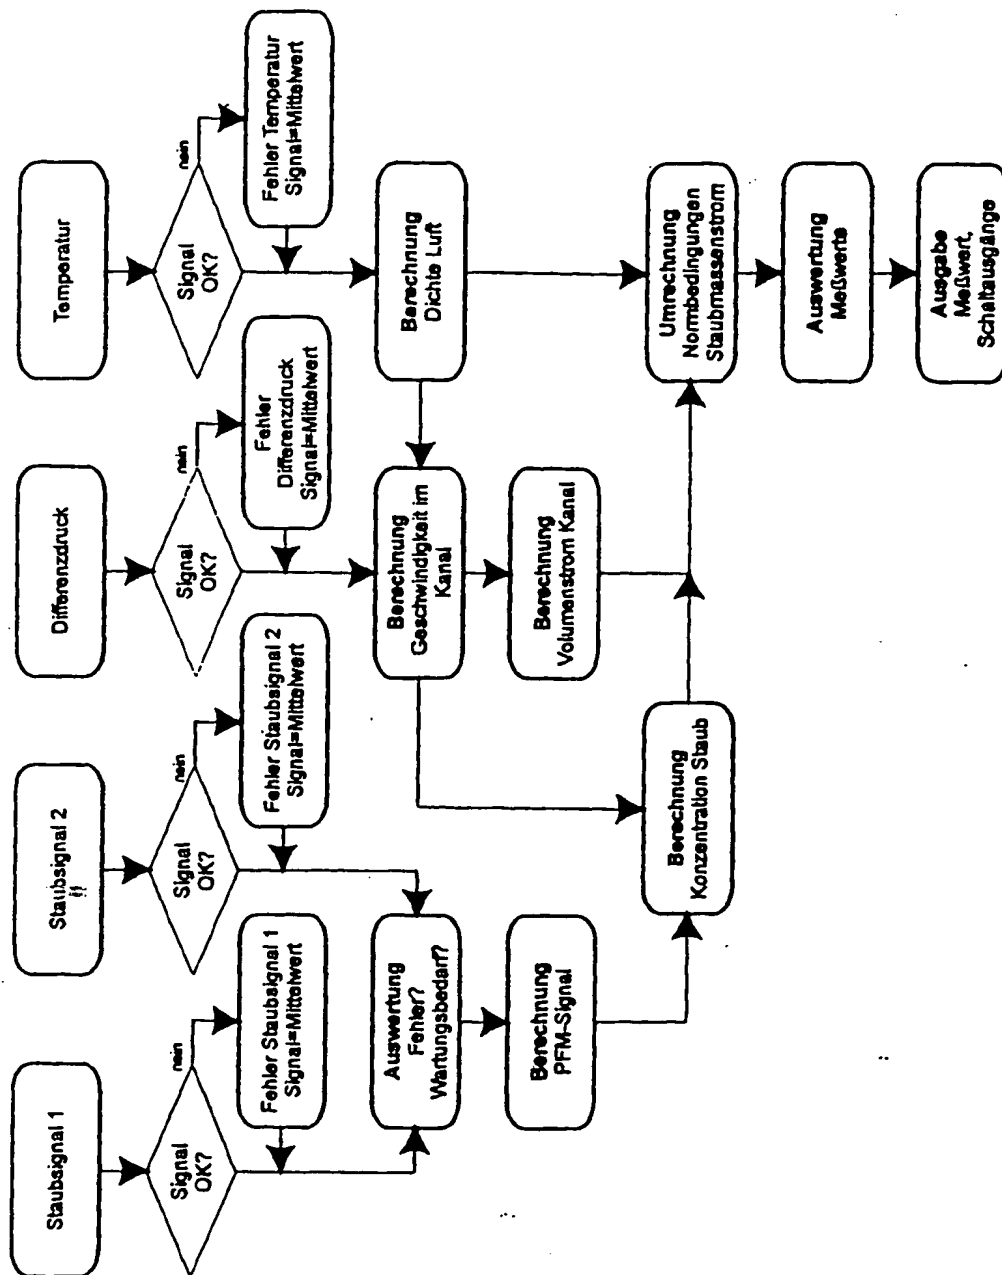 Staubsignal 1
Staubsignal 2
!!
Differenzdruck
Temperatur
Signal
OK?
nein
Signal
OK?
nein
Signal
OK?
nein
Signal
OK?
nein
Fehler Staubsignal 1
Signal=Mittelwert
Fehler Staubsignal 2
Signal=Mittelwert
Fehler
Differenzdruck
Signal=Mittelwert
Fehler Temperatur
Signal=Mittelwert
Auswertung
Fehler?
Wartungsbedarf?
Berechnung
Geschwindigkeit im
Kanal
Berechnung
Dichte Luft
Berechnung
PFM-Signal
Berechnung
Volumenstrom Kanal
Berechnung
Konzentration Staub
Umrechnung
Normbedingungen
Staubmassenstrom
Auswertung
Meßwerte
Ausgabe
Meßwert,
Schaltausgänge